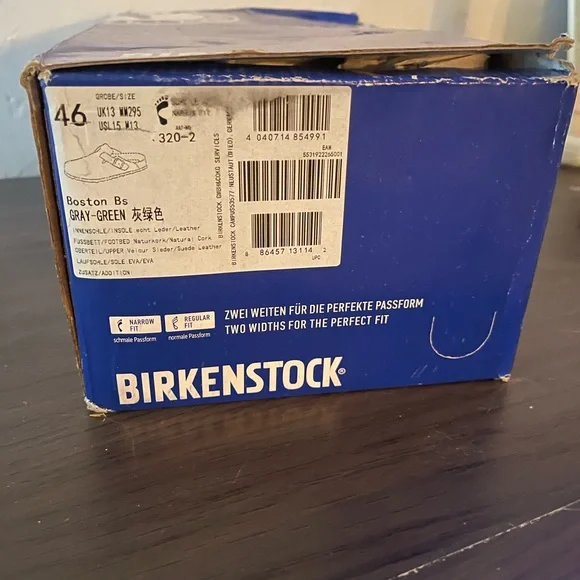 46
GROBE/SIZE
UK13 MM295
USL15 M13
320-2
Boston Bs
GRAY-GREEN 灰绿色
INNENSOHLE/INSOLE echt Leder/Leather
FUSSBETT/FOOTBED Naturkork/Natural Cork
OBERTEIL/UPPER Velour Sleder/Suede Leather
LAUFSOHLE/SOLE EVA/EVA
ZUSATZ/ADDITION
4 040714 854991
EAN
8 86457 13114 2
UPC
NARROW FIT
schmale Passform
REGULAR FIT
normale Passform
ZWEI WEITEN FÜR DIE PERFEKTE PASSFORM
TWO WIDTHS FOR THE PERFECT FIT
BIRKENSTOCK®